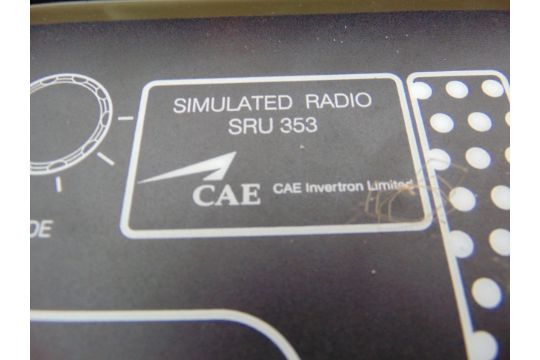 SIMULATED RADIO
SRU 353
CAE CAE Invertron Limited
DE